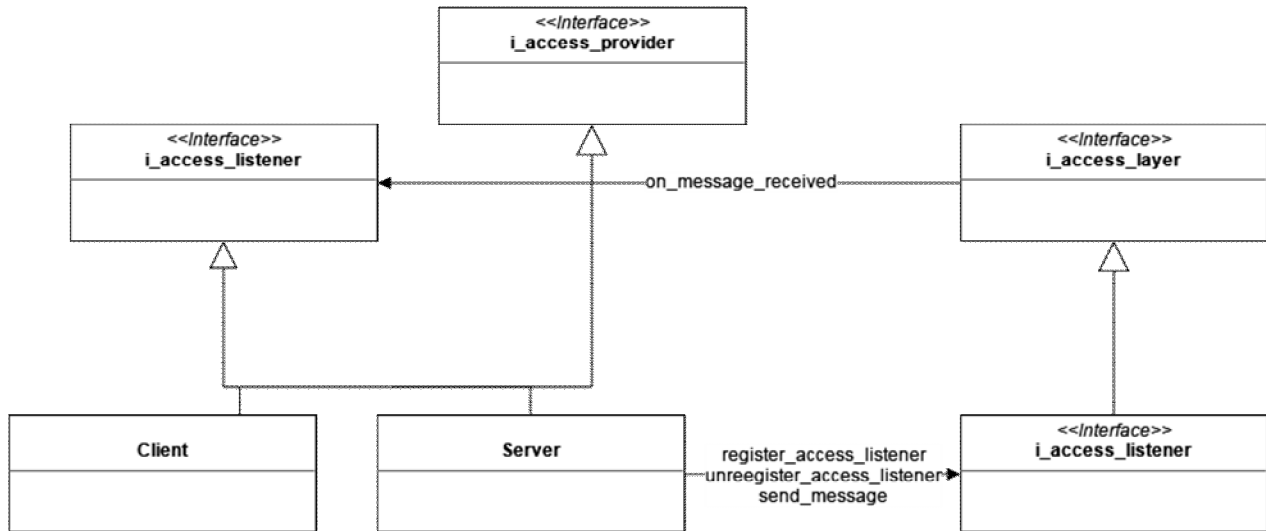 <<Interface>>
i_access_provider
<<Interface>>
i_access_listener
<<Interface>>
i_access_layer
on_message_received
Client
Server
register_access_listener
unreegister_access_listener
send_message
<<Interface>>
i_access_listener